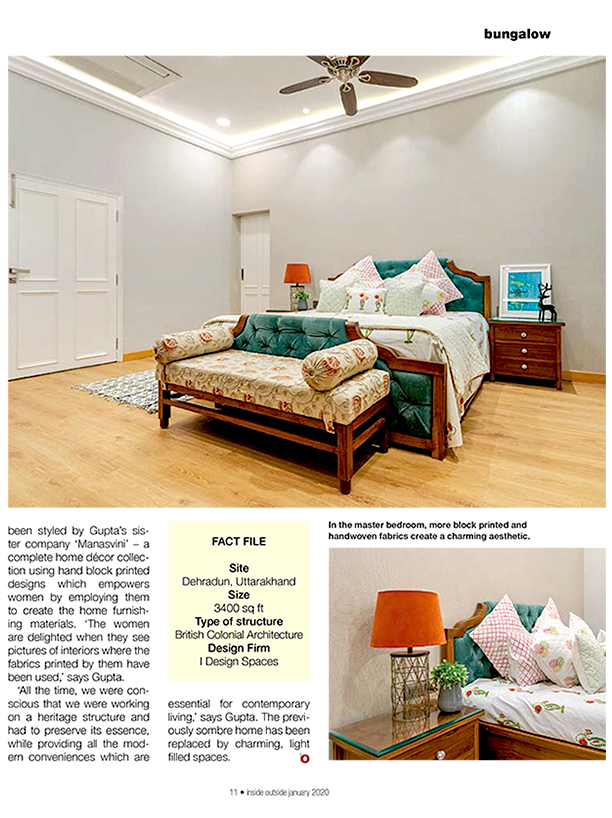 bungalow
In the master bedroom, more block printed and
handwoven fabrics create a charming aesthetic.
been styled by Gupta's sis-
ter company 'Manasvini' – a
complete home décor collec-
tion using hand block printed
designs which empowers
women by employing them
to create the home furnish-
ing materials. 'The women
are delighted when they see
pictures of interiors where the
fabrics printed by them have
been used,' says Gupta.
'All the time, we were con-
scious that we were working
on a heritage structure and
had to preserve its essence,
while providing all the mod-
ern conveniences which are
essential for contemporary
living,' says Gupta. The previ-
ously sombre home has been
replaced by charming, light
filled spaces.
FACT FILE
Site
Dehradun, Uttarakhand
Size
3400 sq ft
Type of structure
British Colonial Architecture
Design Firm
I Design Spaces
11 • inside outside january 2020